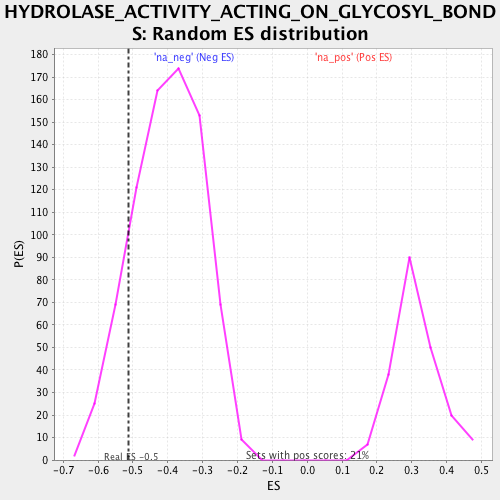 HYDROLASE_ACTIVITY_ACTING_ON_GLYCOSYL_BOND
S: Random ES distribution
'na_neg' (Neg ES)
'na_pos' (Pos ES)
180
170
160
150
140
130
120
110
100
90
80
70
60
50
40
30
20
10
0
P(ES)
Real ES -0.5
Sets with pos scores: 21%
-0.7 -0.6 -0.5 -0.4 -0.3 -0.2 -0.1 0.0 0.1 0.2 0.3 0.4 0.5
ES